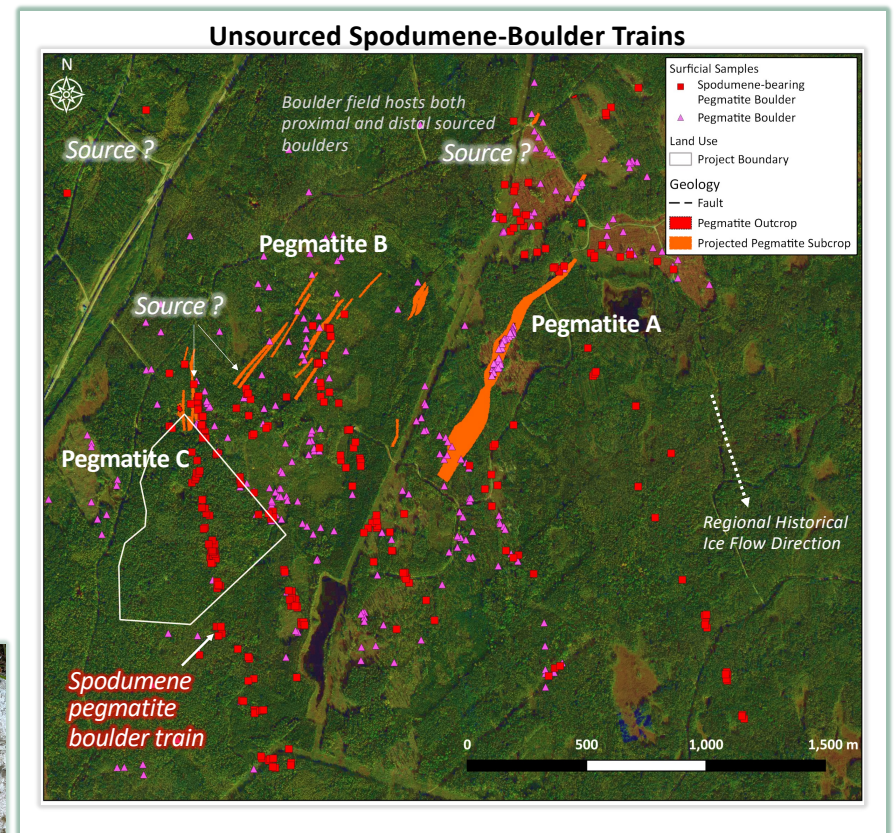 Unsourced Spodumene-Boulder Trains
N
Boulder field hosts both
proximal and distal sourced
boulders
Source ?
Source ?
Surficial Samples
Spodumene-bearing
Pegmatite Boulder
Pegmatite Boulder
Land Use
Project Boundary
Geology
Fault
Pegmatite Outcrop
Projected Pegmatite Subcrop
Pegmatite B
Source ?
Pegmatite A
Pegmatite C
Regional Historical
Ice Flow Direction
Spodumene
pegmatite
boulder train
0 500 1,000 1,500 m